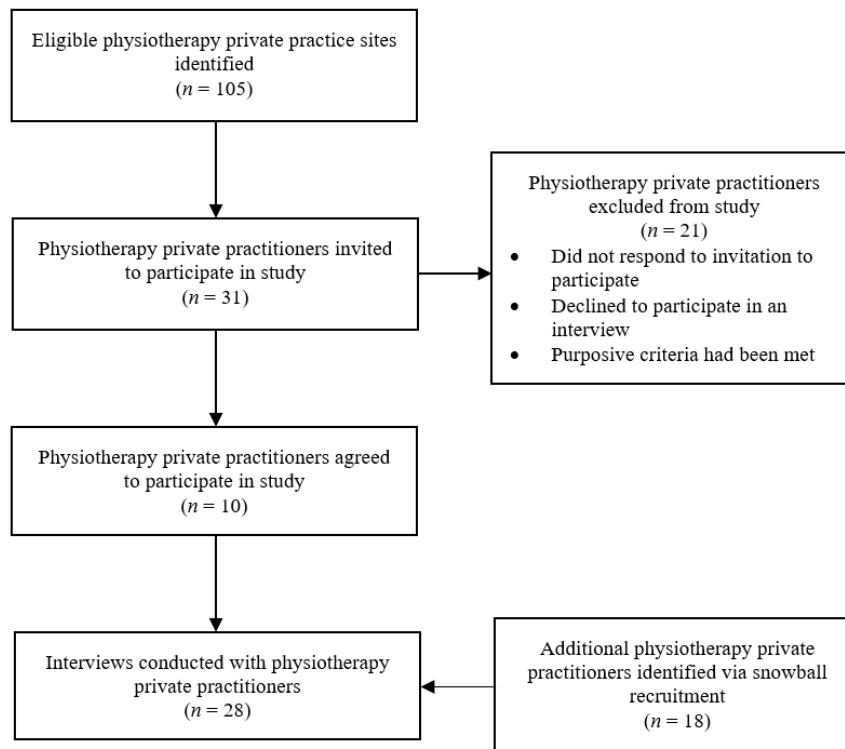 Eligible physiotherapy private practice sites
identified
(n = 105)
Physiotherapy private practitioners
excluded from study
(n = 21)
• Did not respond to invitation to
participate
• Declined to participate in an
interview
• Purposive criteria had been met
Physiotherapy private practitioners invited
to participate in study
(n = 31)
Physiotherapy private practitioners agreed
to participate in study
(n = 10)
Interviews conducted with physiotherapy
private practitioners
(n = 28)
Additional physiotherapy private
practitioners identified via snowball
recruitment
(n = 18)